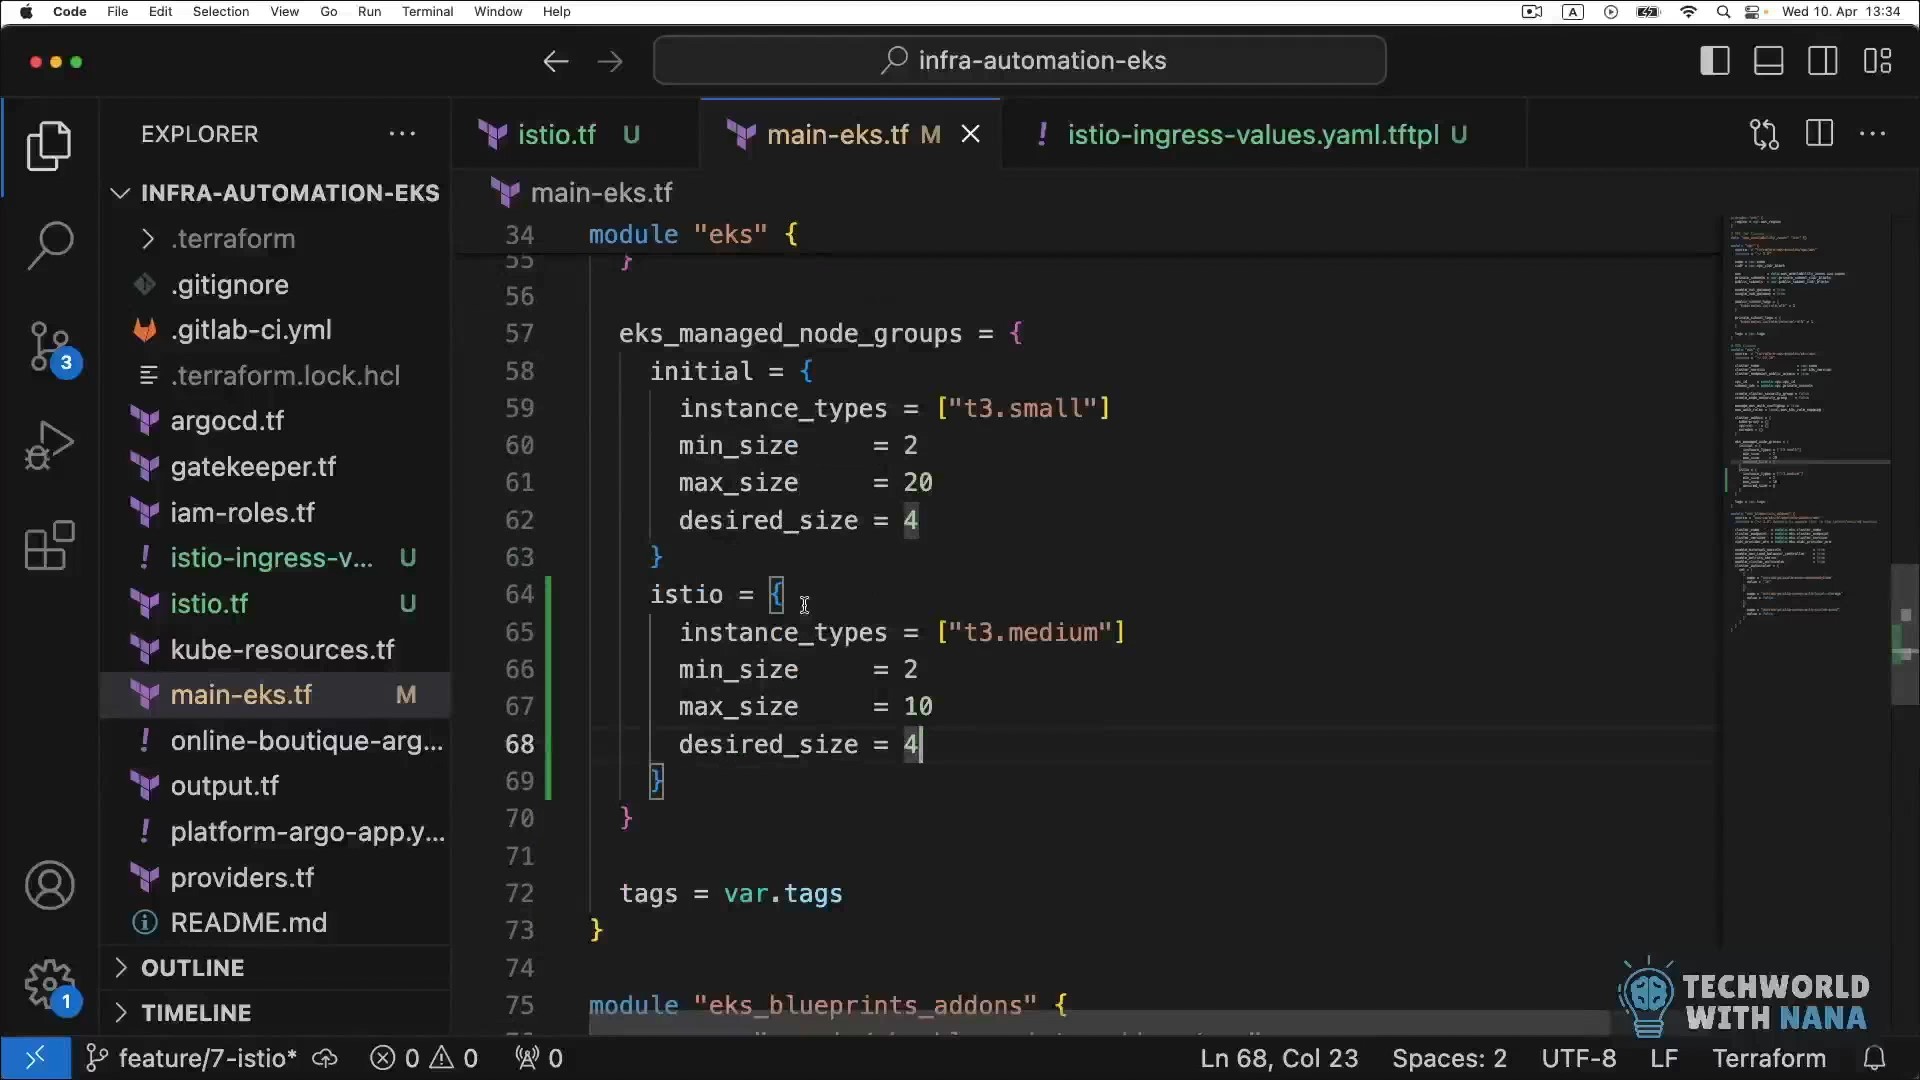 Code File Edit Selection View Go Run Terminal Window Help A Wed 10. Apr 13:34
infra-automation-eks
EXPLORER
istio.tf U
main-eks.tf M
! istio-ingress-values.yaml.tftpl U
INFRA-AUTOMATION-EKS
.terraform
.gitignore
.gitlab-ci.yml
.terraform.lock.hcl
argocd.tf
gatekeeper.tf
iam-roles.tf
! istio-ingress-v... U
istio.tf U
kube-resources.tf
main-eks.tf M
! online-boutique-arg...
output.tf
! platform-argo-app.y...
providers.tf
README.md
OUTLINE
TIMELINE
3
1
main-eks.tf
34 module "eks" {
55 }
56
57 eks_managed_node_groups = {
58 initial = {
59 instance_types = ["t3.small"]
60 min_size = 2
61 max_size = 20
62 desired_size = 4
63 }
64 istio = {
65 instance_types = ["t3.medium"]
66 min_size = 2
67 max_size = 10
68 desired_size = 4
69 }
70 }
71
72 tags = var.tags
73 }
74
75 module "eks_blueprints_addons" {
TECHWORLD
WITH NANA
feature/7-istio* 0 0 0 Ln 68, Col 23 Spaces: 2 UTF-8 LF Terraform